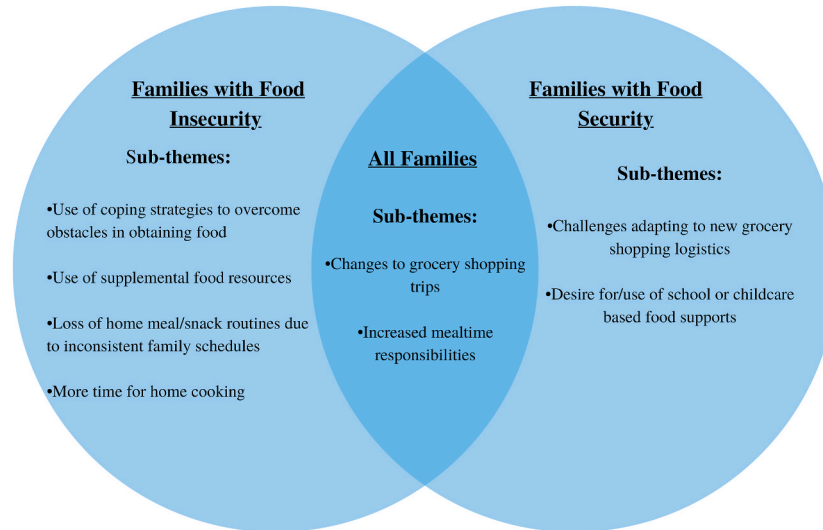 Families with Food
Insecurity
Sub-themes:
•Use of coping strategies to overcome
obstacles in obtaining food
•Use of supplemental food resources
•Loss of home meal/snack routines due
to inconsistent family schedules
•More time for home cooking
All Families
Sub-themes:
•Changes to grocery shopping
trips
•Increased mealtime
responsibilities
Families with Food
Security
Sub-themes:
•Challenges adapting to new grocery
shopping logistics
•Desire for/use of school or childcare
based food supports